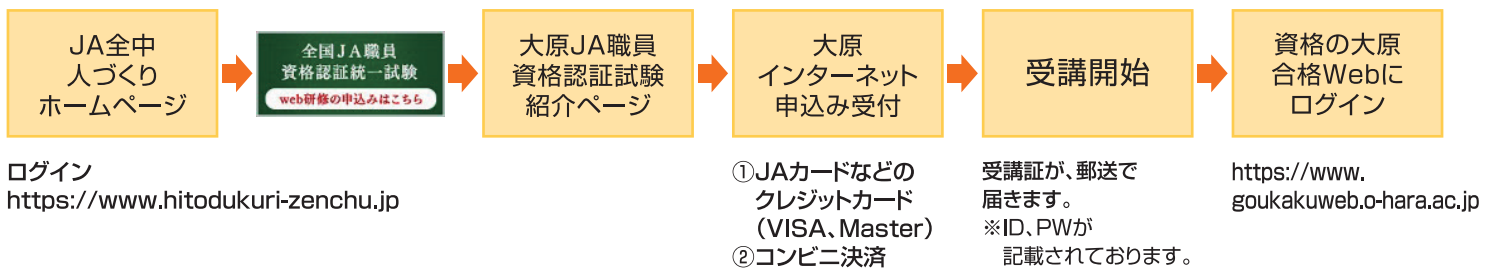 JA全中
人づくり
ホームページ
全国JA職員
資格認証統一試験
web研修の申込みはこちら
大原JA職員
資格認証試験
紹介ページ
大原
インターネット
申込み受付
受講開始
資格の大原
合格Webに
ログイン
ログイン
https://www.hitodukuri-zenchu.jp
①JAカードなどの
クレジットカード
(VISA、Master)
②コンビニ決済
受講証が、郵送で
届きます。
※ID、PWが
記載されております。
https://www.
goukakuweb.o-hara.ac.jp